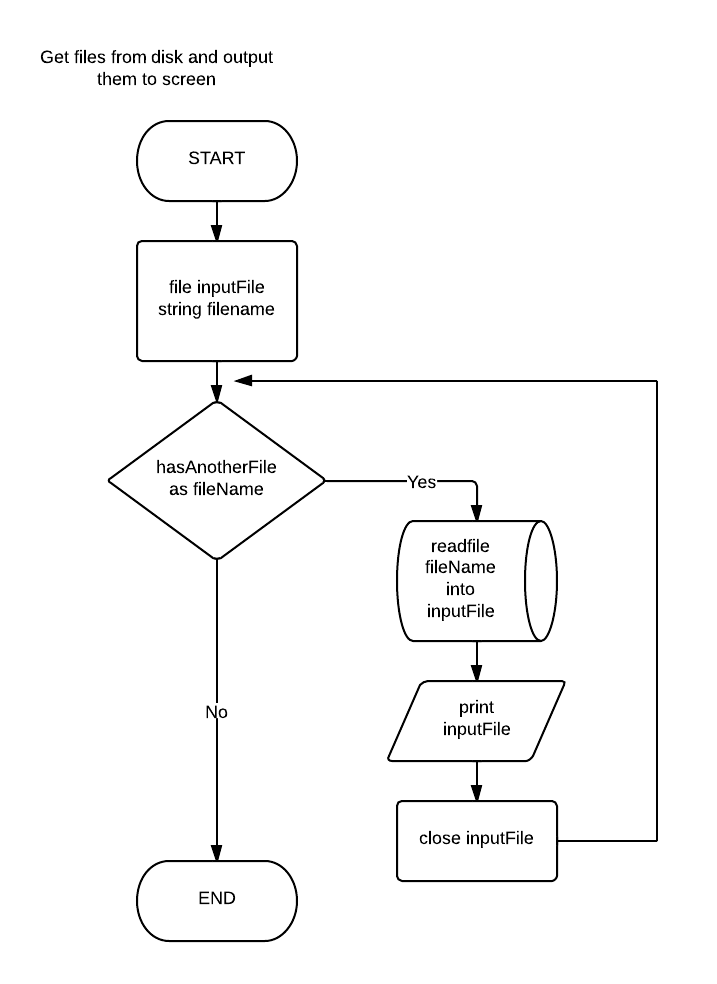 Get files from disk and output
them to screen
START
file inputFile
string filename
hasAnotherFile
as fileName
Yes
readfile
fileName
into
inputFile
print
inputFile
No
close inputFile
END